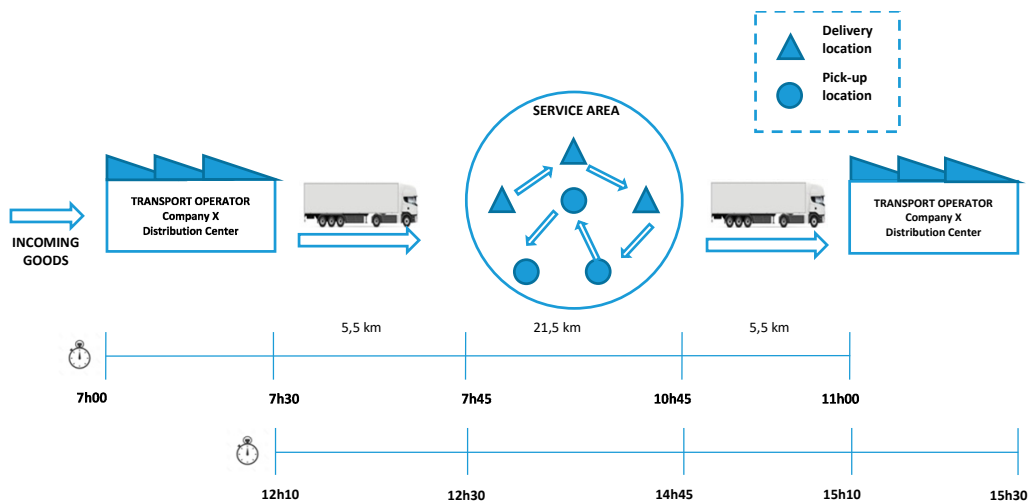 Delivery
location
Pick-up
location
SERVICE AREA
TRANSPORT OPERATOR
Company X
Distribution Center
TRANSPORT OPERATOR
Company X
Distribution Center
INCOMING
GOODS
5,5 km
21,5 km
5,5 km
7h00
7h30
7h45
10h45
11h00
12h10
12h30
14h45
15h10
15h30